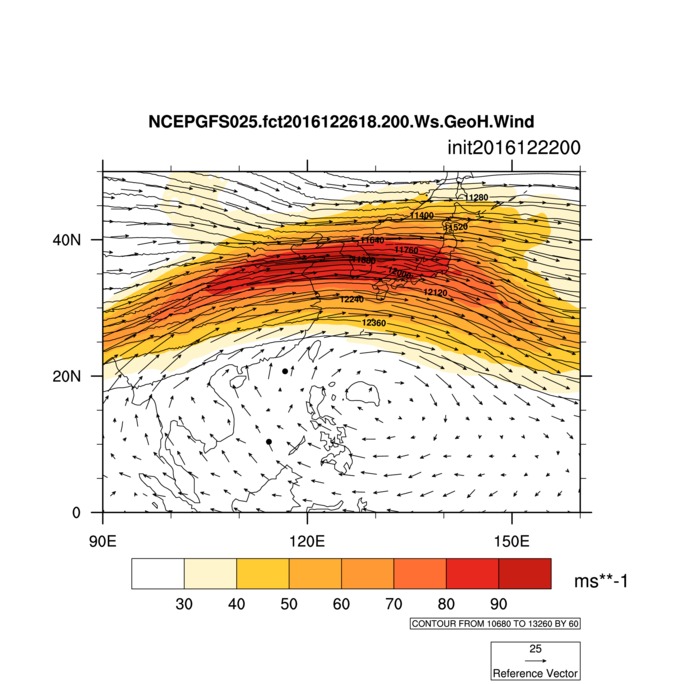 NCEPGFS025.fct2016122618.200.Ws.GeoH.Wind
init2016122200
11280
11400
11520
40N
11640
11760
11880
12000
12120
12240
12360
20N
0
90E 120E 150E
ms**-1
30 40 50 60 70 80 90
CONTOUR FROM 10680 TO 13260 BY 60
25
Reference Vector